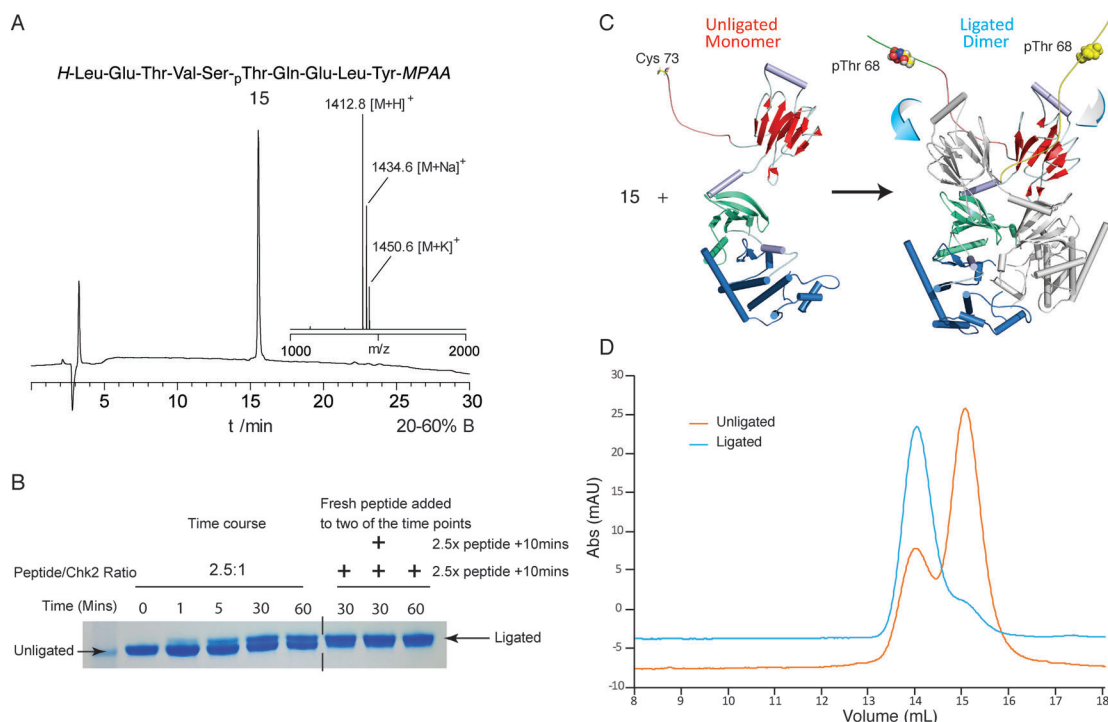 A
H-Leu-Glu-Thr-Val-Ser-pThr-Gln-Glu-Leu-Tyr-MPAA
15
1412.8 [M+H]+
1434.6 [M+Na]+
1450.6 [M+K]+
1000 m/z 2000
5 10 15 20 25 30
t /min 20-60% B
B
Fresh peptide added
Time course to two of the time points
+ 2.5x peptide +10mins
Peptide/Chk2 Ratio 2.5:1 + + + 2.5x peptide +10mins
Time (Mins) 0 1 5 30 60 30 30 60
Unligated Ligated
C
Unligated Monomer
Ligated Dimer
Cys 73
pThr 68
pThr 68
15 +
D
Abs (mAU)
30
25
20
15
10
5
0
-5
-10
Unligated
Ligated
8 9 10 11 12 13 14 15 16 17 18
Volume (mL)